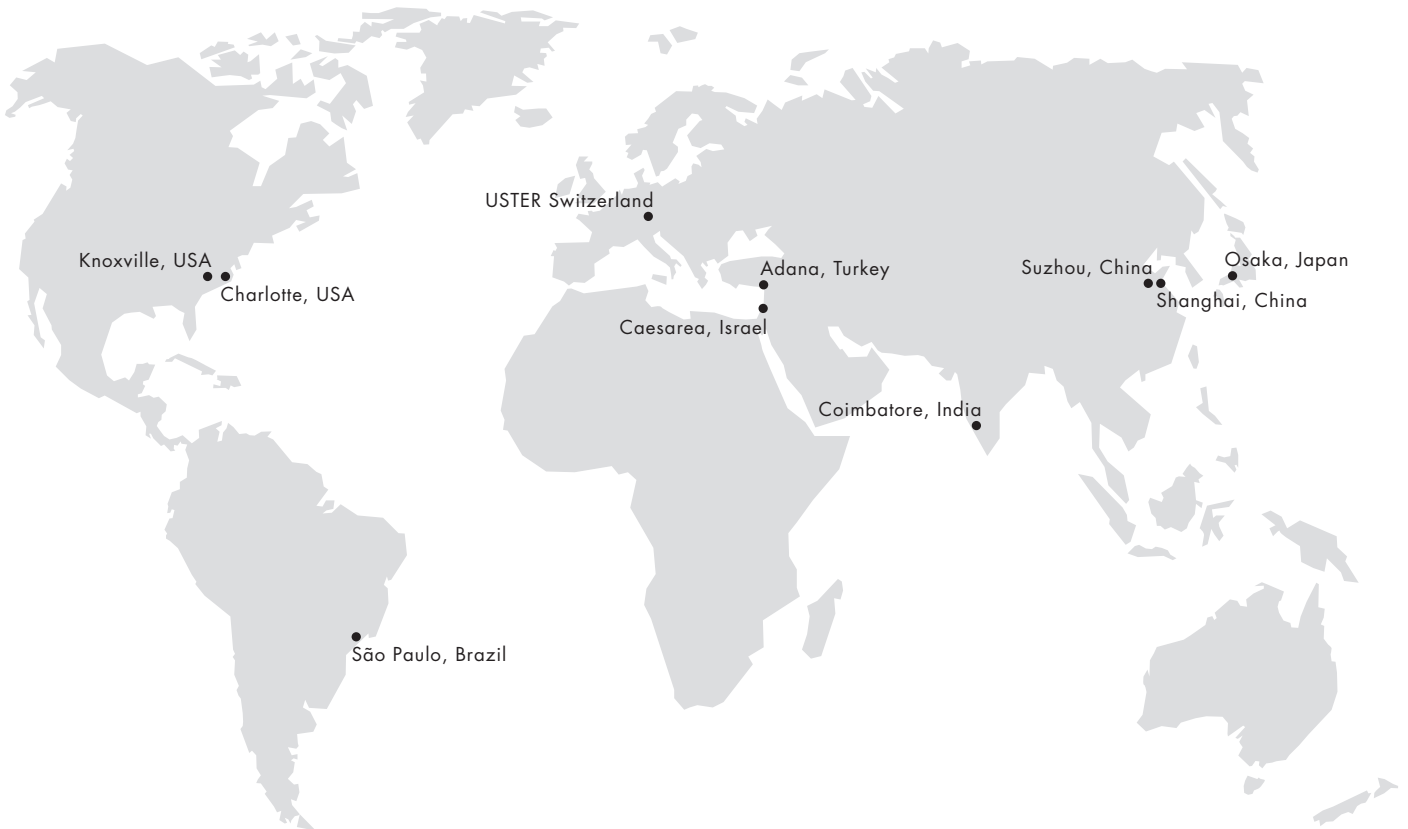 USTER Switzerland
Knoxville, USA
Charlotte, USA
Adana, Turkey
Caesarea, Israel
Suzhou, China
Osaka, Japan
Shanghai, China
Coimbatore, India
São Paulo, Brazil